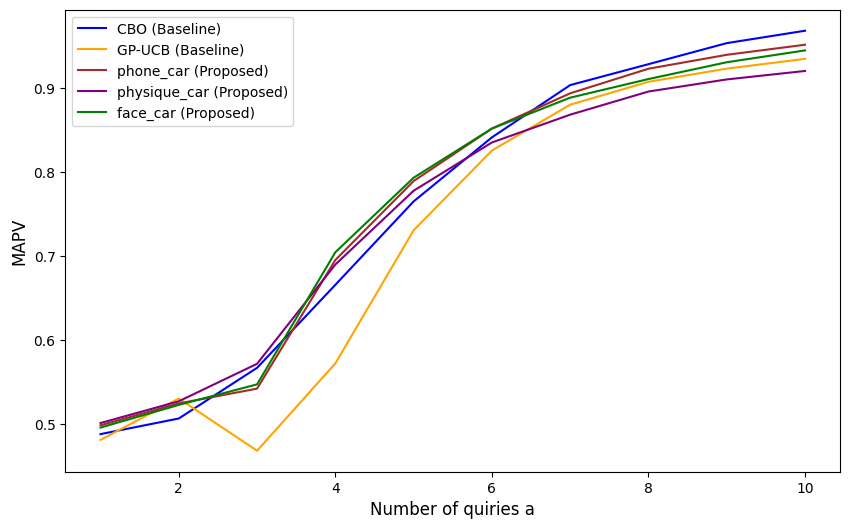 CBO (Baseline)
GP-UCB (Baseline)
phone_car (Proposed)
physique_car (Proposed)
face_car (Proposed)
0.9
0.8
0.7
0.6
0.5
MAPV
2 4 6 8 10
Number of quiries a